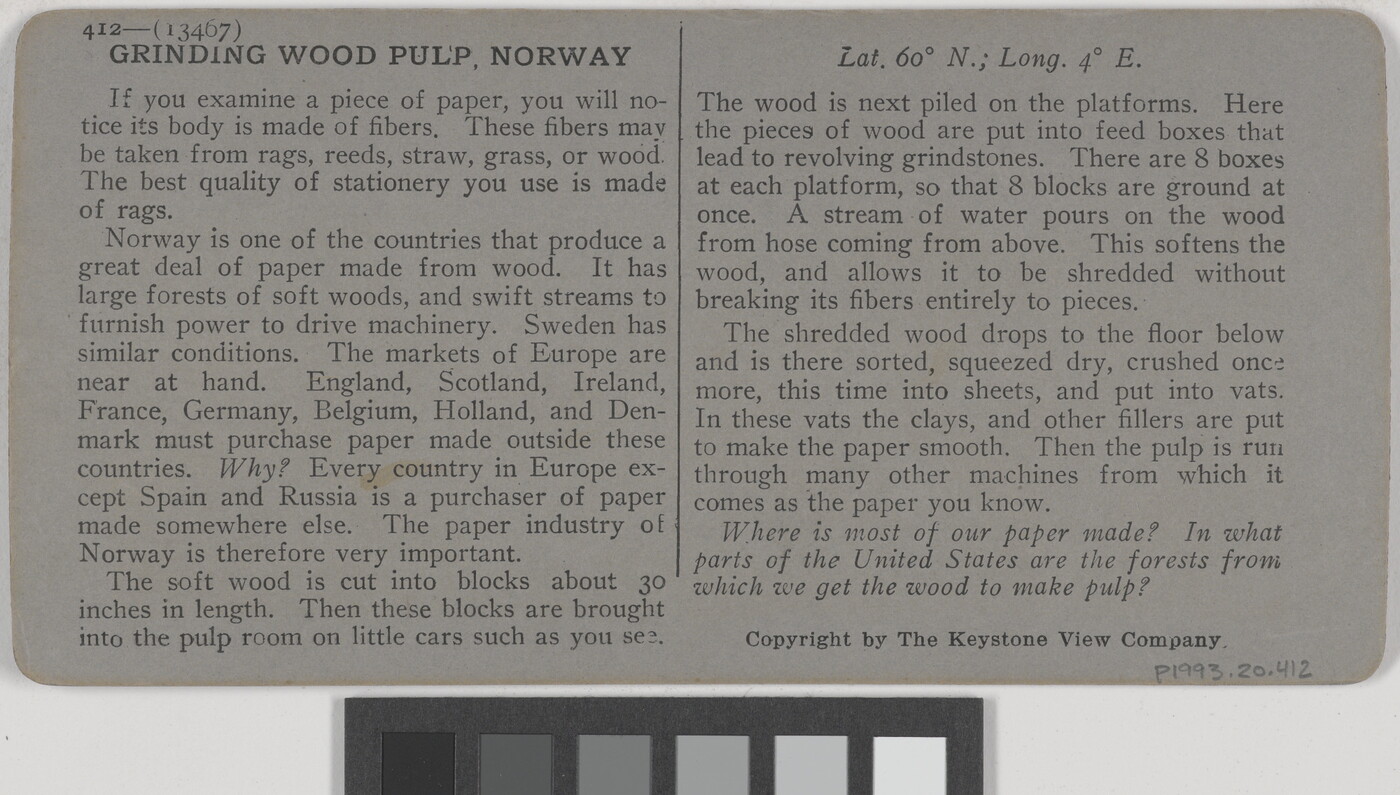 412—(13467)
GRINDING WOOD PULP, NORWAY
If you examine a piece of paper, you will no-
tice its body is made of fibers. These fibers may
be taken from rags, reeds, straw, grass, or wood.
The best quality of stationery you use is made
of rags.
Norway is one of the countries that produce a
great deal of paper made from wood. It has
large forests of soft woods, and swift streams to
furnish power to drive machinery. Sweden has
similar conditions. The markets of Europe are
near at hand. England, Scotland, Ireland,
France, Germany, Belgium, Holland, and Den-
mark must purchase paper made outside these
countries. Why? Every country in Europe ex-
cept Spain and Russia is a purchaser of paper
made somewhere else. The paper industry of
Norway is therefore very important.
The soft wood is cut into blocks about 30
inches in length. Then these blocks are brought
into the pulp room on little cars such as you see.
Lat. 60° N.; Long. 4° E.
The wood is next piled on the platforms. Here
the pieces of wood are put into feed boxes that
lead to revolving grindstones. There are 8 boxes
at each platform, so that 8 blocks are ground at
once. A stream of water pours on the wood
from hose coming from above. This softens the
wood, and allows it to be shredded without
breaking its fibers entirely to pieces.
The shredded wood drops to the floor below
and is there sorted, squeezed dry, crushed once
more, this time into sheets, and put into vats.
In these vats the clays, and other fillers are put
to make the paper smooth. Then the pulp is run
through many other machines from which it
comes as the paper you know.
Where is most of our paper made? In what
parts of the United States are the forests from
which we get the wood to make pulp?
Copyright by The Keystone View Company.
P1993.20.412